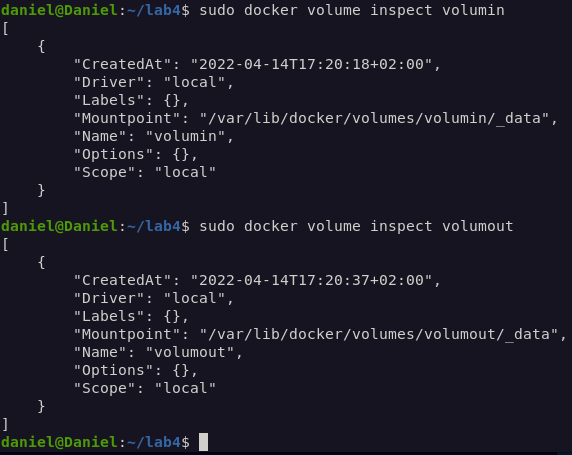 daniel@Daniel:~/lab4$ sudo docker volume inspect volumin
[
    {
        "CreatedAt": "2022-04-14T17:20:18+02:00",
        "Driver": "local",
        "Labels": {},
        "Mountpoint": "/var/lib/docker/volumes/volumin/_data",
        "Name": "volumin",
        "Options": {},
        "Scope": "local"
    }
]
daniel@Daniel:~/lab4$ sudo docker volume inspect volumout
[
    {
        "CreatedAt": "2022-04-14T17:20:37+02:00",
        "Driver": "local",
        "Labels": {},
        "Mountpoint": "/var/lib/docker/volumes/volumout/_data",
        "Name": "volumout",
        "Options": {},
        "Scope": "local"
    }
]
daniel@Daniel:~/lab4$